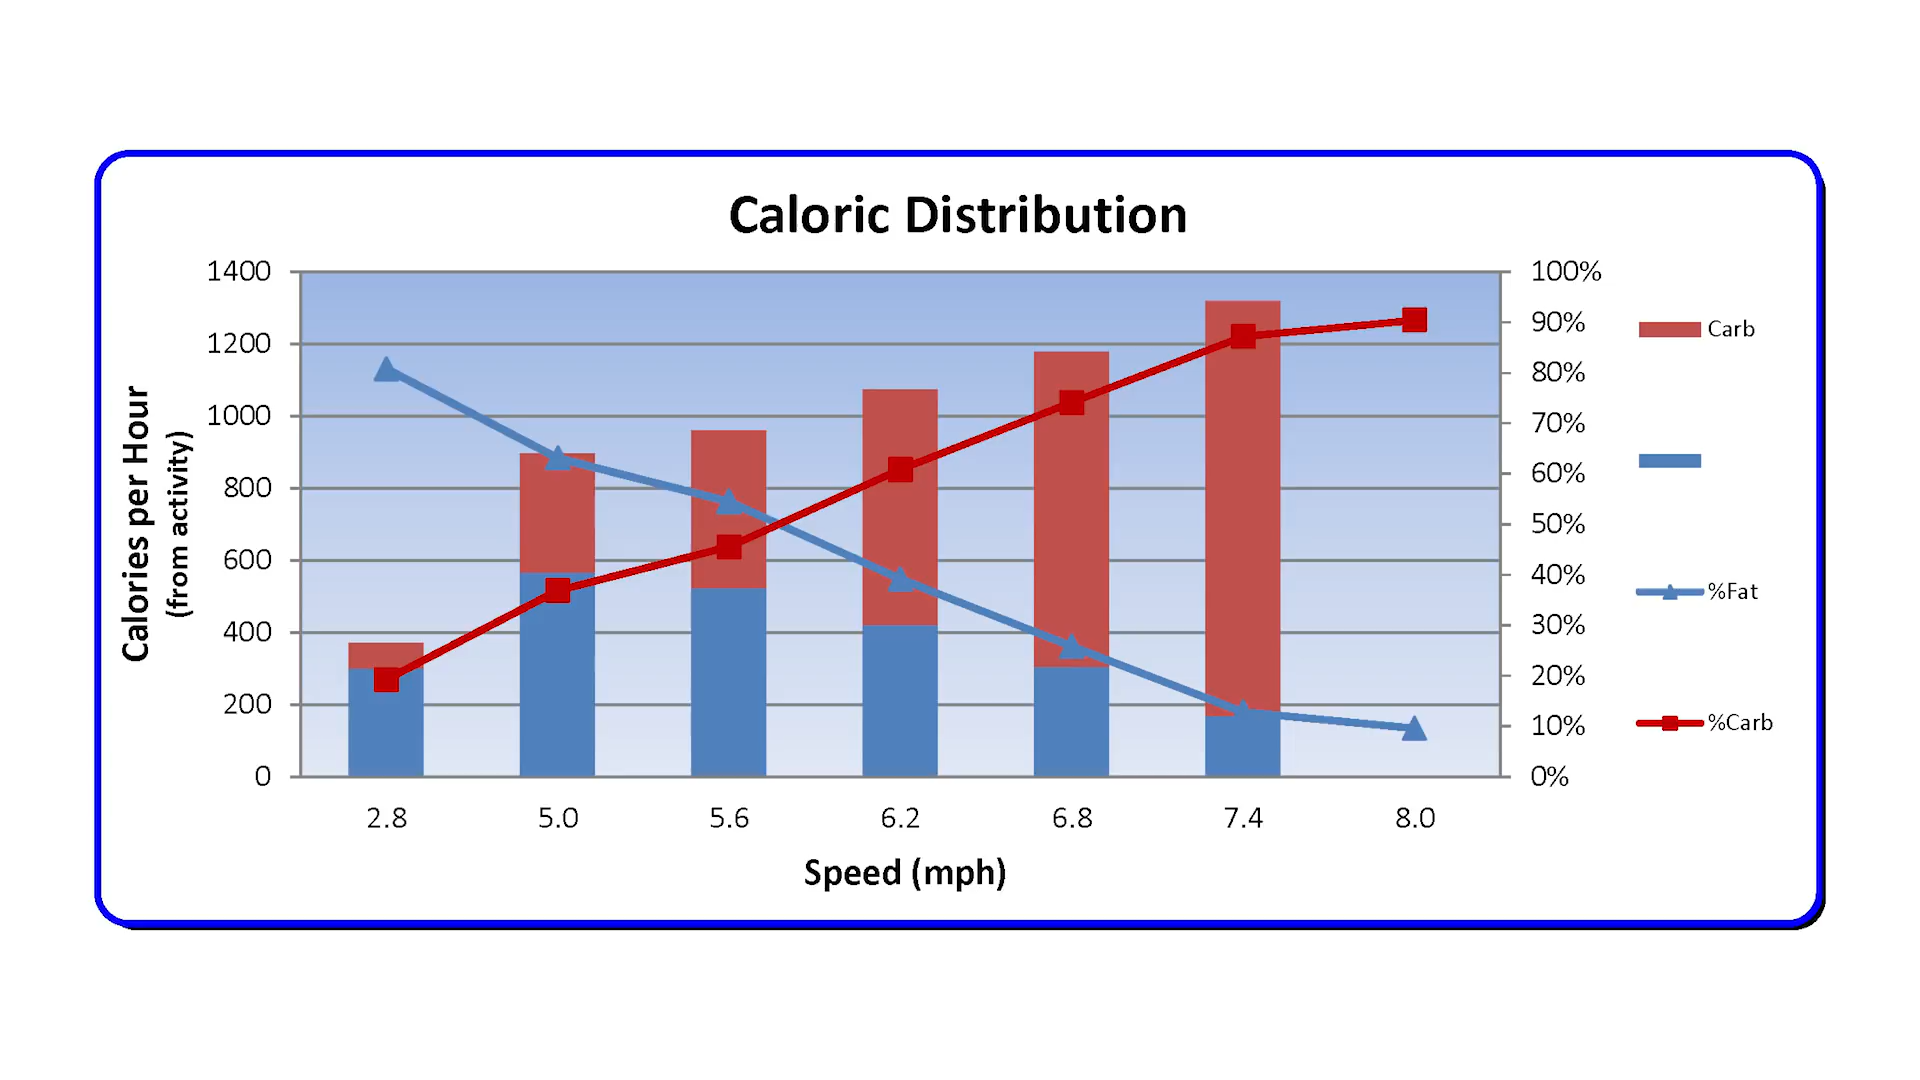 Caloric Distribution
1400
1200
1000
800
600
400
200
0
Calories per Hour
(from activity)
100%
90%
80%
70%
60%
50%
40%
30%
20%
10%
0%
Carb
%Fat
%Carb
2.8 5.0 5.6 6.2 6.8 7.4 8.0
Speed (mph)